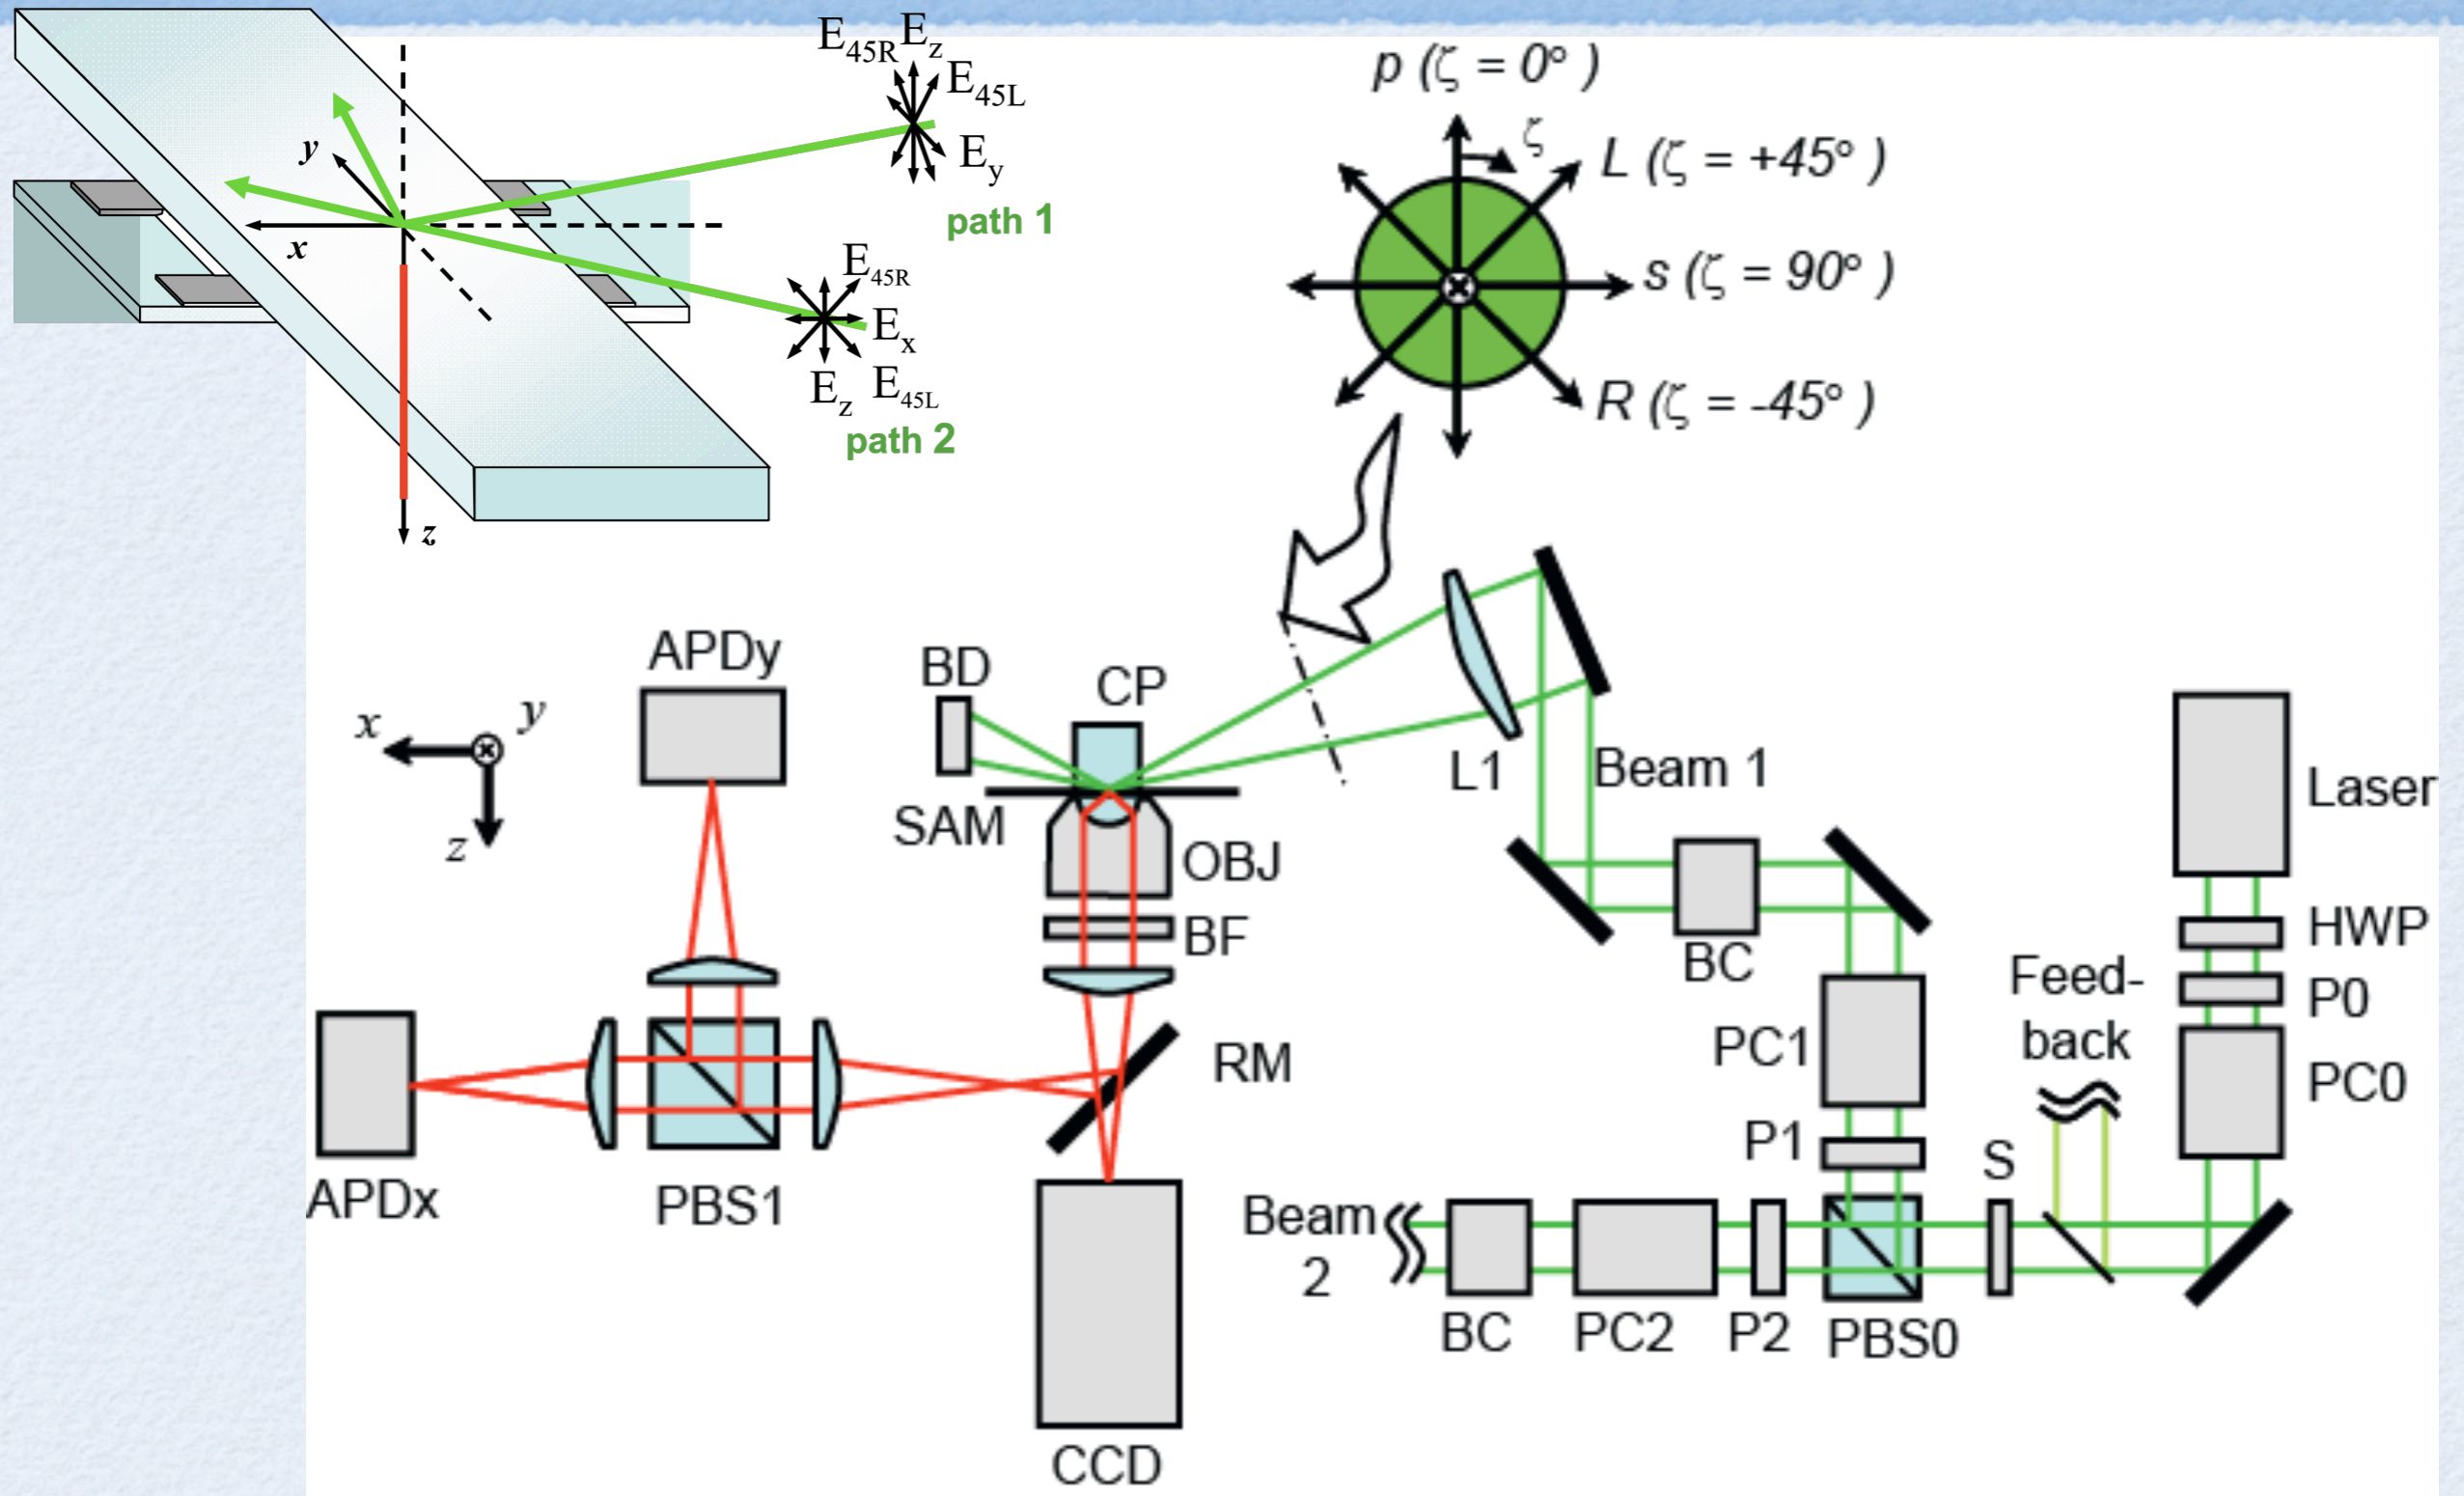 E45R Ez
E45L
Ey
path 1
y
x
z
E45R
Ex
Ez E45L
path 2
p (ζ = 0° )
ζ
L (ζ = +45° )
s (ζ = 90° )
R (ζ = -45° )
APDy
BD
CP
x
y
z
SAM
OBJ
BF
L1
Beam 1
Laser
HWP
BC
P0
Feed-
back
PC1
PC0
RM
P1
S
APDx
PBS1
Beam
2
BC
PC2
P2
PBS0
CCD